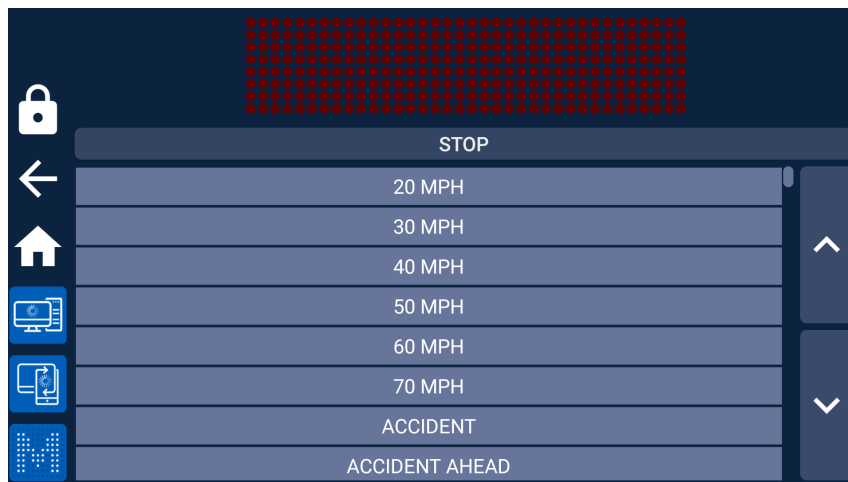 STOP
20 MPH
30 MPH
40 MPH
50 MPH
60 MPH
70 MPH
ACCIDENT
ACCIDENT AHEAD
M